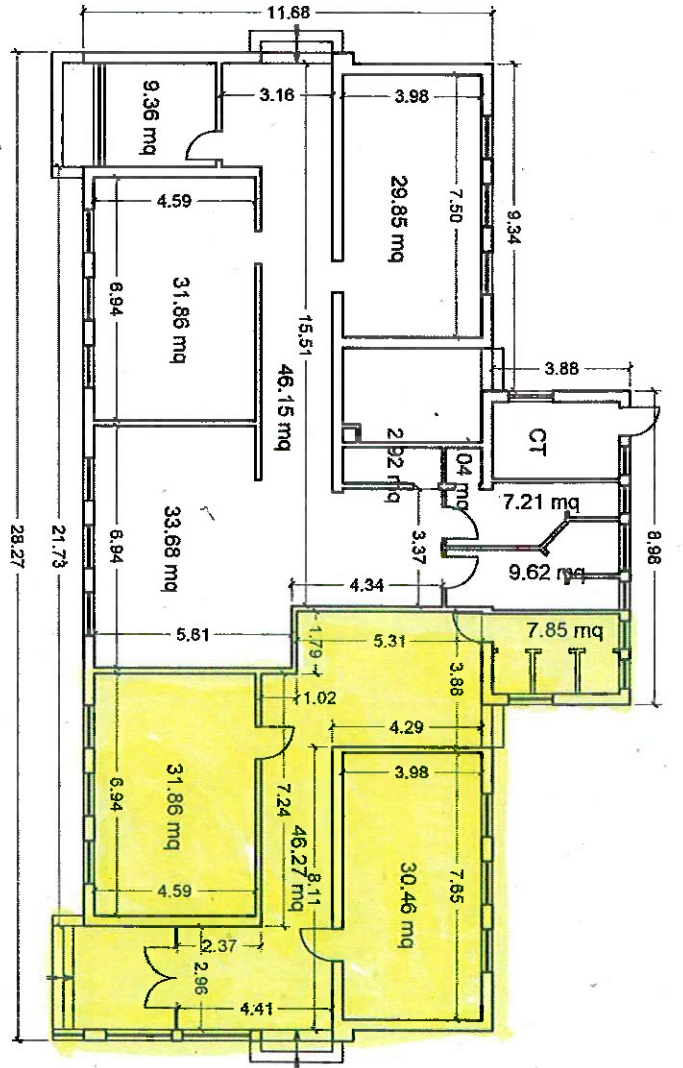 11.68
9.36 mq
3.16
3.98
29.85 mq
7.50
9.34
4.59
6.94
31.86 mq
15.51
46.15 mq
3.88
CT
2.92 mq
04 mq
7.21 mq
8.98
33.68 mq
6.94
3.37
9.62 mq
28.27
21.73
4.34
5.81
1.79
5.31
7.85 mq
3.88
1.02
4.29
3.98
6.94
31.86 mq
7.24
46.27 mq
8.11
30.46 mq
7.65
4.59
2.37
2.96
4.41